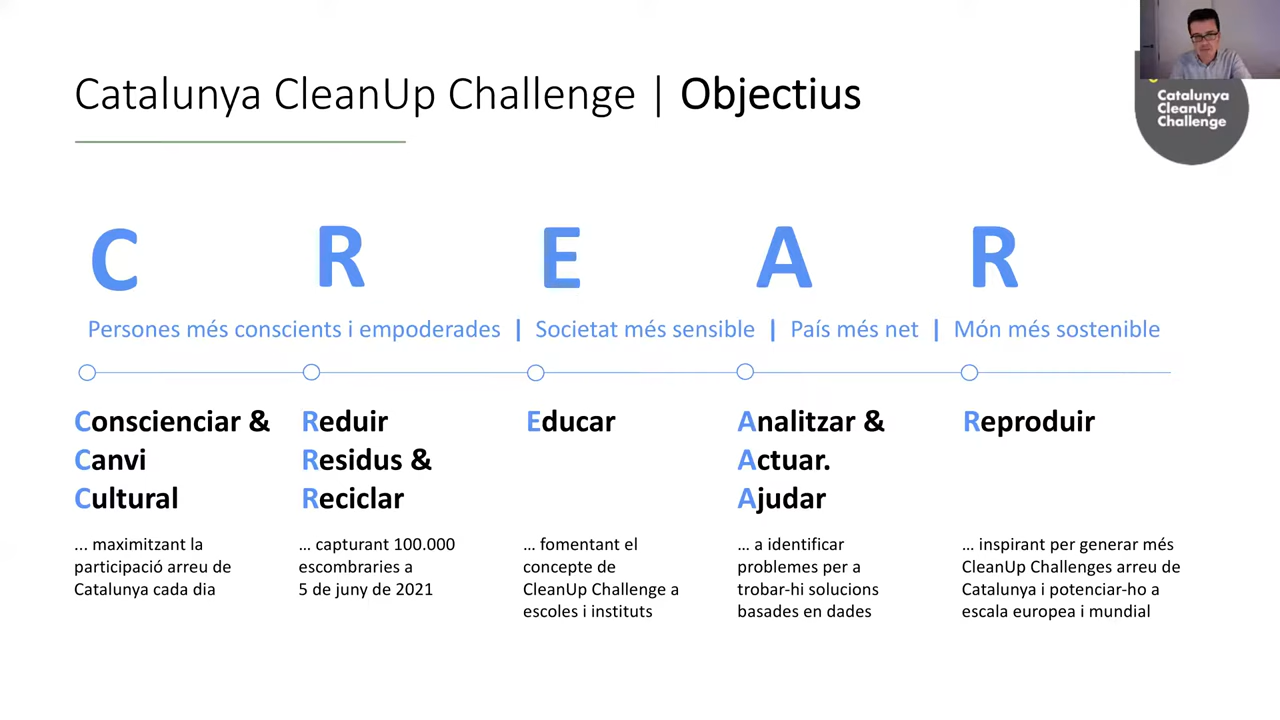 Catalunya CleanUp Challenge | Objectius
Catalunya
CleanUp
Challenge
C R E A R
Persones més conscients i empoderades | Societat més sensible | País més net | Món més sostenible
Conscienciar &
Canvi
Cultural
... maximitzant la
participació arreu de
Catalunya cada dia
Reduir
Residus &
Reciclar
... capturant 100.000
escombraries a
5 de juny de 2021
Educar
... fomentant el
concepte de
CleanUp Challenge a
escoles i instituts
Analitzar &
Actuar.
Ajudar
... a identificar
problemes per a
trobar-hi solucions
basades en dades
Reproduir
... inspirant per generar més
CleanUp Challenges arreu de
Catalunya i potenciar-ho a
escala europea i mundial